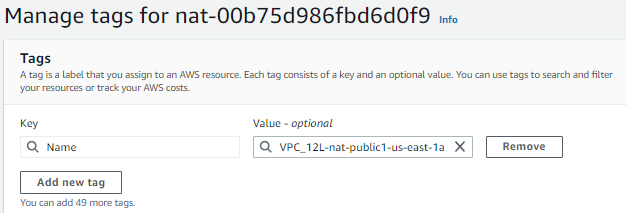 Manage tags for nat-00b75d986fbd6d0f9 Info
Tags
A tag is a label that you assign to an AWS resource. Each tag consists of a key and an optional value. You can use tags to search and filter
your resources or track your AWS costs.
Key Value - optional
Name VPC_12L-nat-public1-us-east-1a Remove
Add new tag
You can add 49 more tags.